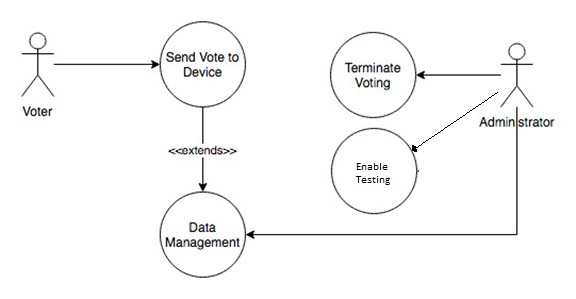 Send Vote to
Device
Terminate
Voting
Voter
Administrator
<<extends>>
Enable
Testing
Data
Management